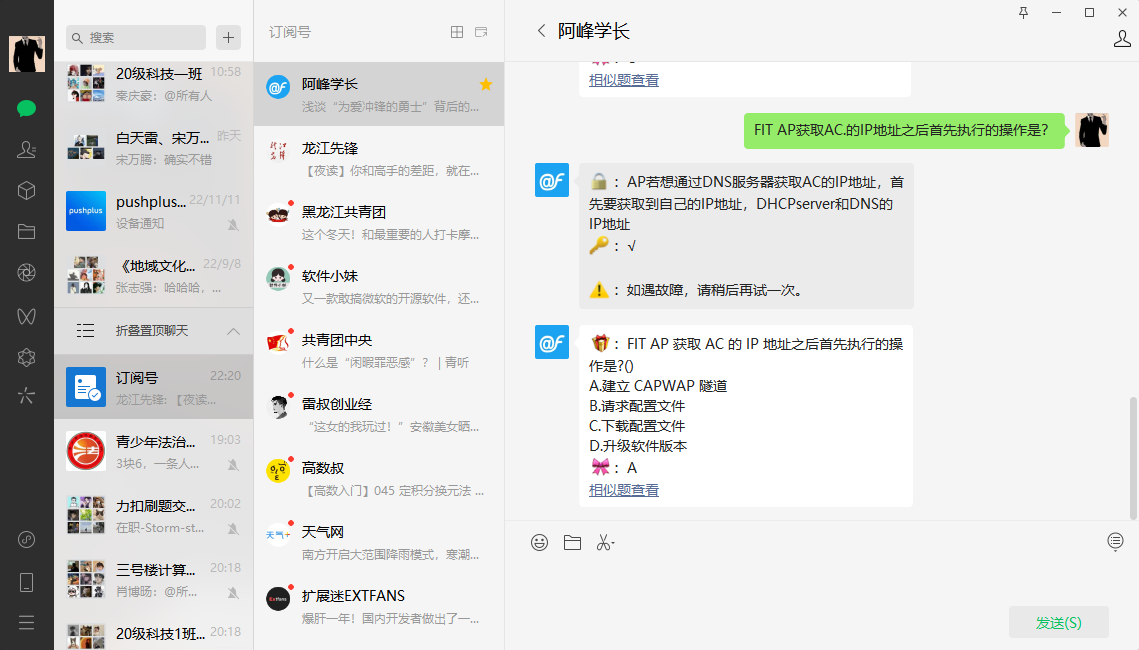 搜索
20级科技一班 10:58
秦庆豪：@所有人
白天雷、宋万... 昨天
宋万腾：确实不错
pushplus
pushplus... 22/11/11
设备通知
《地域文化... 22/9/8
张志强：哈哈哈，...
折叠置顶聊天
订阅号 22:20
龙江先锋:【夜读...
青少年法治... 19:03
3块6，一条人...
力扣刷题交... 20:02
在职-Storm-st...
三号楼计算... 20:18
肖博旸：@所...
20级科技1班... 20:18
订阅号
@F
阿峰学长
浅谈“为爱冲锋的勇士”背后的...
龙江先锋
龙江先锋
【夜读】你和高手的差距，就在...
黑龙江共青团
这个冬天！和最重要的人打卡摩...
软件小妹
又一款敢搞微软的开源软件，还...
共青团中央
什么是“闲暇罪恶感”？ | 青听
雷叔创业经
“这女的我玩过！”安徽美女晒...
高数叔
【高数入门】045 定积分换元法 ...
天气+
天气网
南方开启大范围降雨模式，寒潮...
Extfans
扩展迷EXTFANS
爆肝一年！国内开发者做出了一...
阿峰学长
相似题查看
FIT AP获取AC.的IP地址之后首先执行的操作是?
@F
：AP若想通过DNS服务器获取AC的IP地址，首
先要获取到自己的IP地址，DHCPserver和DNS的
IP地址
：√
：如遇故障，请稍后再试一次。
@F
：FIT AP 获取 AC 的 IP 地址之后首先执行的操
作是?()
A.建立 CAPWAP 隧道
B.请求配置文件
C.下载配置文件
D.升级软件版本
：A
相似题查看
发送(S)